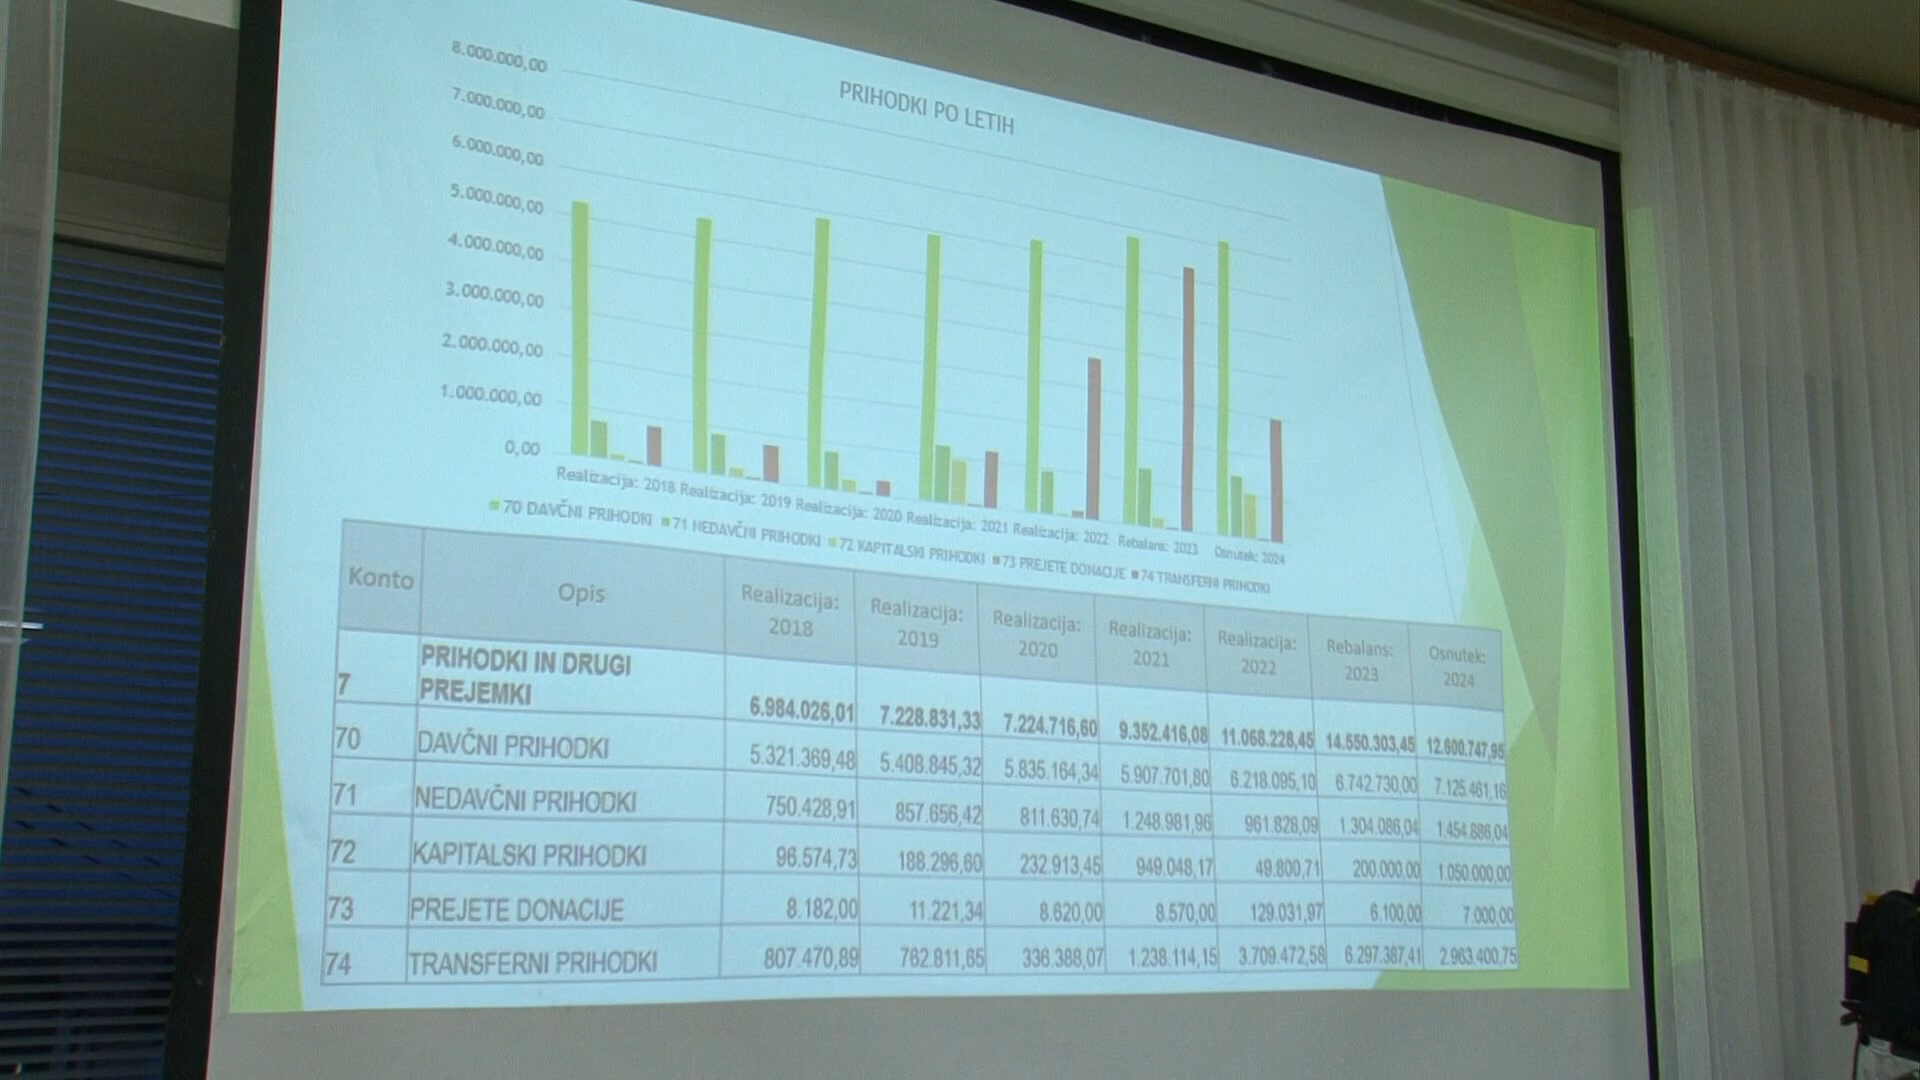 PRIHODKI PO LETIH
8.000.000,00
7.000.000,00
6.000.000,00
5.000.000,00
4.000.000,00
3.000.000,00
2.000.000,00
1.000.000,00
0,00
Realizacija: 2018 Realizacija: 2019 Realizacija: 2020 Realizacija: 2021 Realizacija: 2022 Rebalans: 2023 Osnutek: 2024
70 DAVČNI PRIHODKI 71 NEDAVČNI PRIHODKI 72 KAPITALSKI PRIHODKI 73 PREJETE DONACIJE 74 TRANSFERNI PRIHODKI
Konto Opis Realizacija: 2018 Realizacija: 2019 Realizacija: 2020 Realizacija: 2021 Realizacija: 2022 Rebalans: 2023 Osnutek: 2024
7 PRIHODKI IN DRUGI PREJEMKI 6.984.026,01 7.228.831,33 7.224.716,60 9.352.416,08 11.068.228,45 14.550.303,45 12.600.747,95
70 DAVČNI PRIHODKI 5.321.369,48 5.408.845,32 5.835.164,34 5.907.701,80 6.218.095,10 6.742.730,00 7.125.461,16
71 NEDAVČNI PRIHODKI 750.428,91 857.656,42 811.630,74 1.248.981,96 961.828,09 1.304.086,04 1.454.886,04
72 KAPITALSKI PRIHODKI 96.574,73 188.296,60 232.913,45 949.048,17 49.800,71 200.000,00 1.050.000,00
73 PREJETE DONACIJE 8.182,00 11.221,34 8.620,00 8.570,00 129.031,97 6.100,00 7.000,00
74 TRANSFERNI PRIHODKI 807.470,89 762.811,65 336.388,07 1.238.114,15 3.709.472,58 6.297.387,41 2.963.400,75